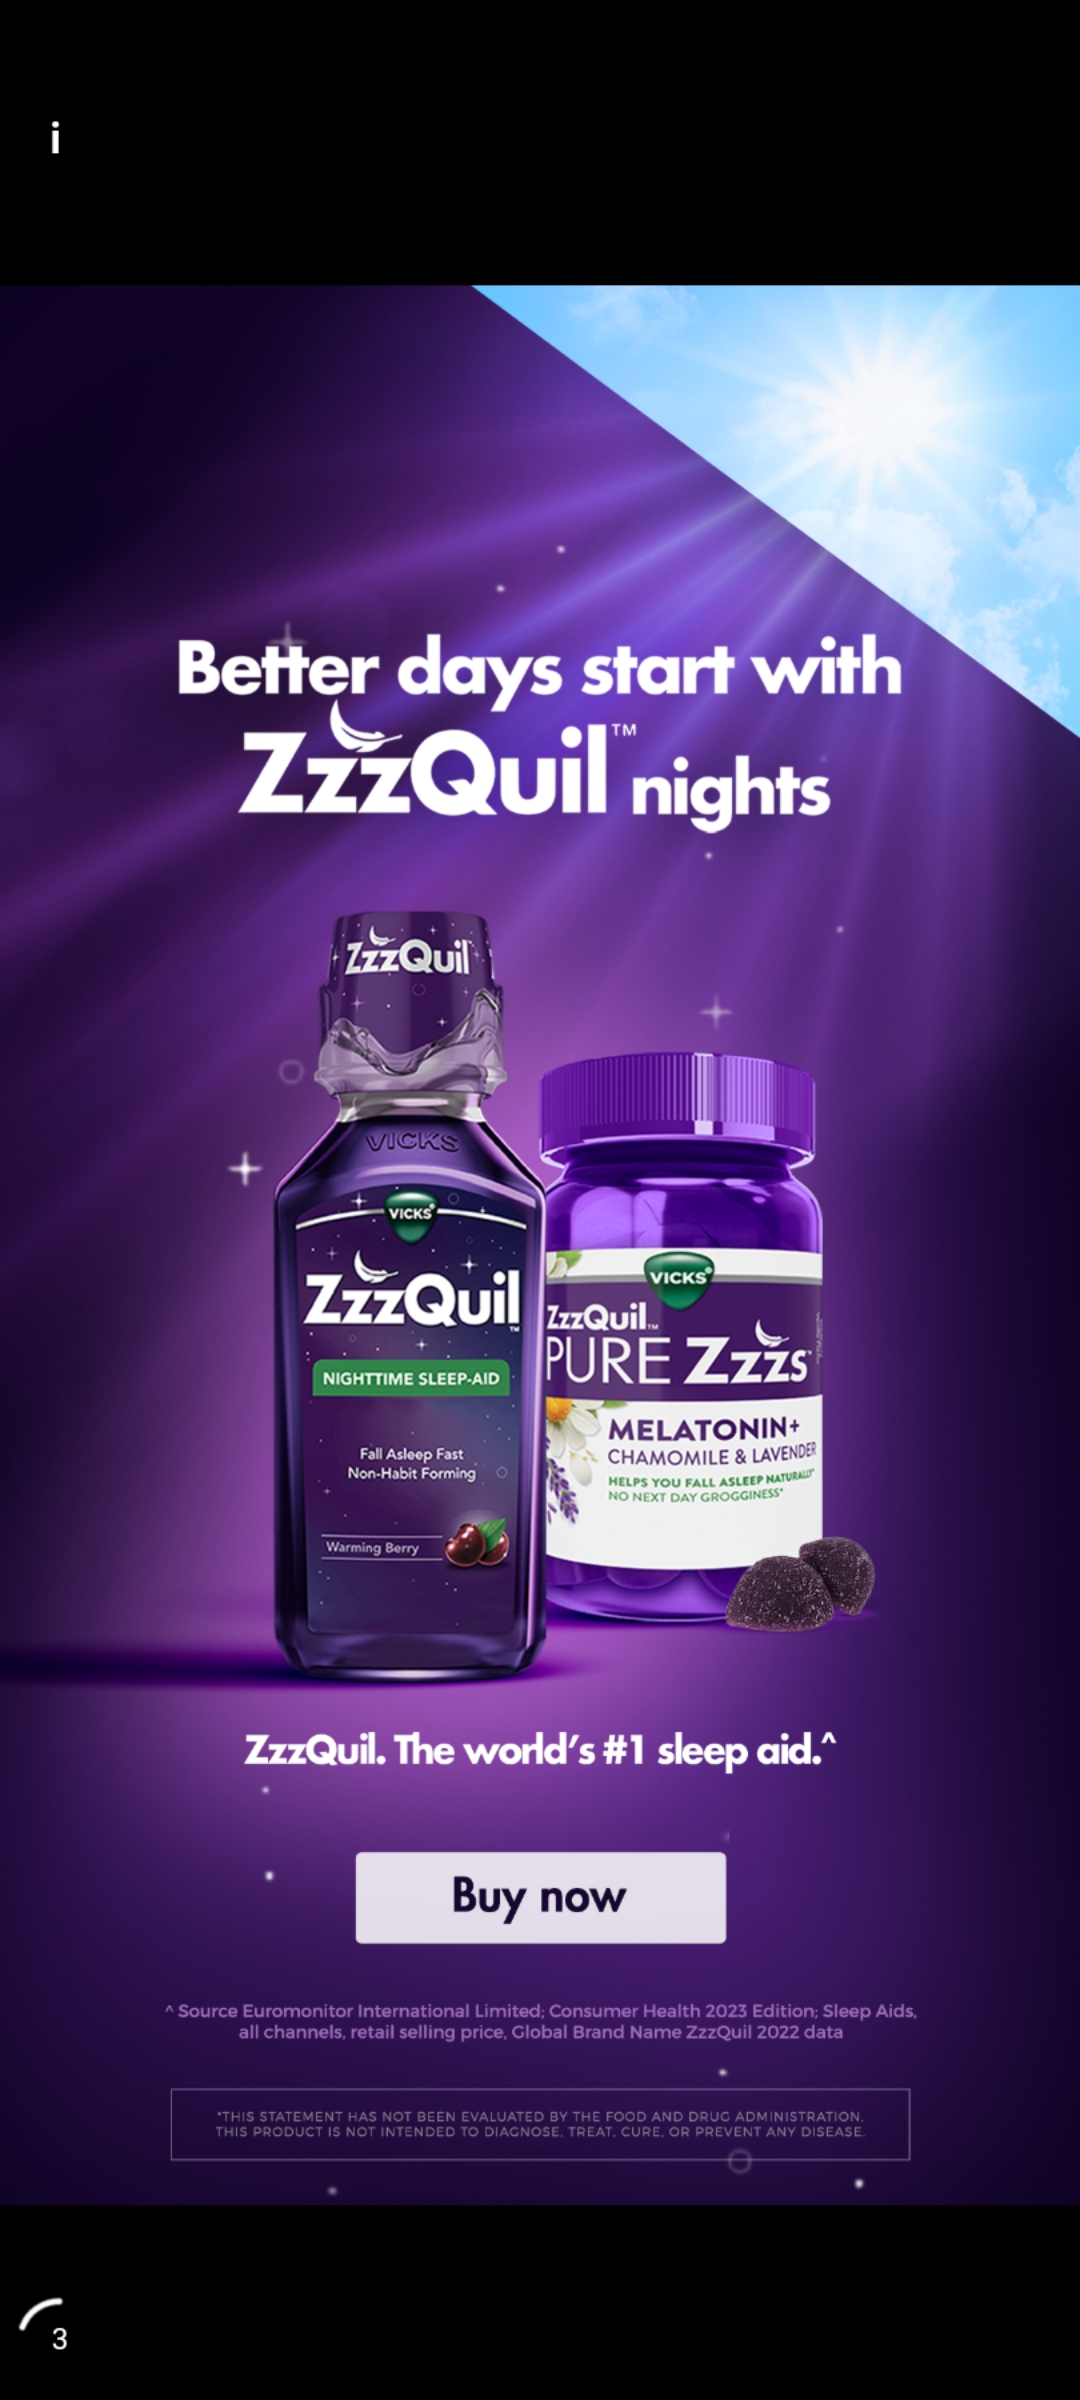 i
Better days start with
ZzzQuil™ nights
ZzzQuil
VICKS
VICKS®
ZzzQuil™
NIGHTTIME SLEEP-AID
Fall Asleep Fast
Non-Habit Forming
Warming Berry
VICKS®
ZzzQuil™
PURE Zzzs™
MELATONIN+
CHAMOMILE & LAVENDER
HELPS YOU FALL ASLEEP NATURALLY*
NO NEXT DAY GROGGINESS*
ZzzQuil. The world's #1 sleep aid.^
Buy now
^ Source Euromonitor International Limited; Consumer Health 2023 Edition; Sleep Aids,
all channels, retail selling price, Global Brand Name ZzzQuil 2022 data
*THIS STATEMENT HAS NOT BEEN EVALUATED BY THE FOOD AND DRUG ADMINISTRATION.
THIS PRODUCT IS NOT INTENDED TO DIAGNOSE, TREAT, CURE, OR PREVENT ANY DISEASE.
3